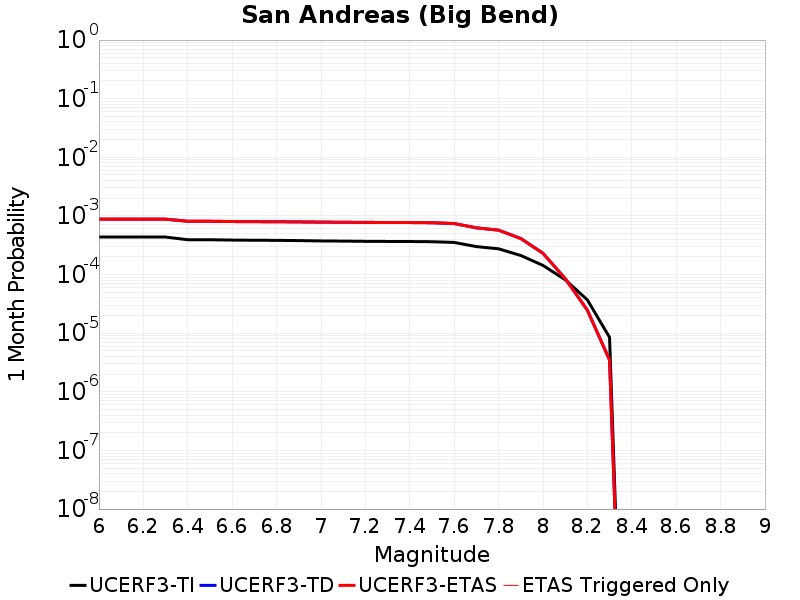 San Andreas (Big Bend)
1 Month Probability
10^0
10^-1
10^-2
10^-3
10^-4
10^-5
10^-6
10^-7
10^-8
6 6.2 6.4 6.6 6.8 7 7.2 7.4 7.6 7.8 8 8.2 8.4 8.6 8.8 9
Magnitude
UCERF3-TI UCERF3-TD UCERF3-ETAS ETAS Triggered Only